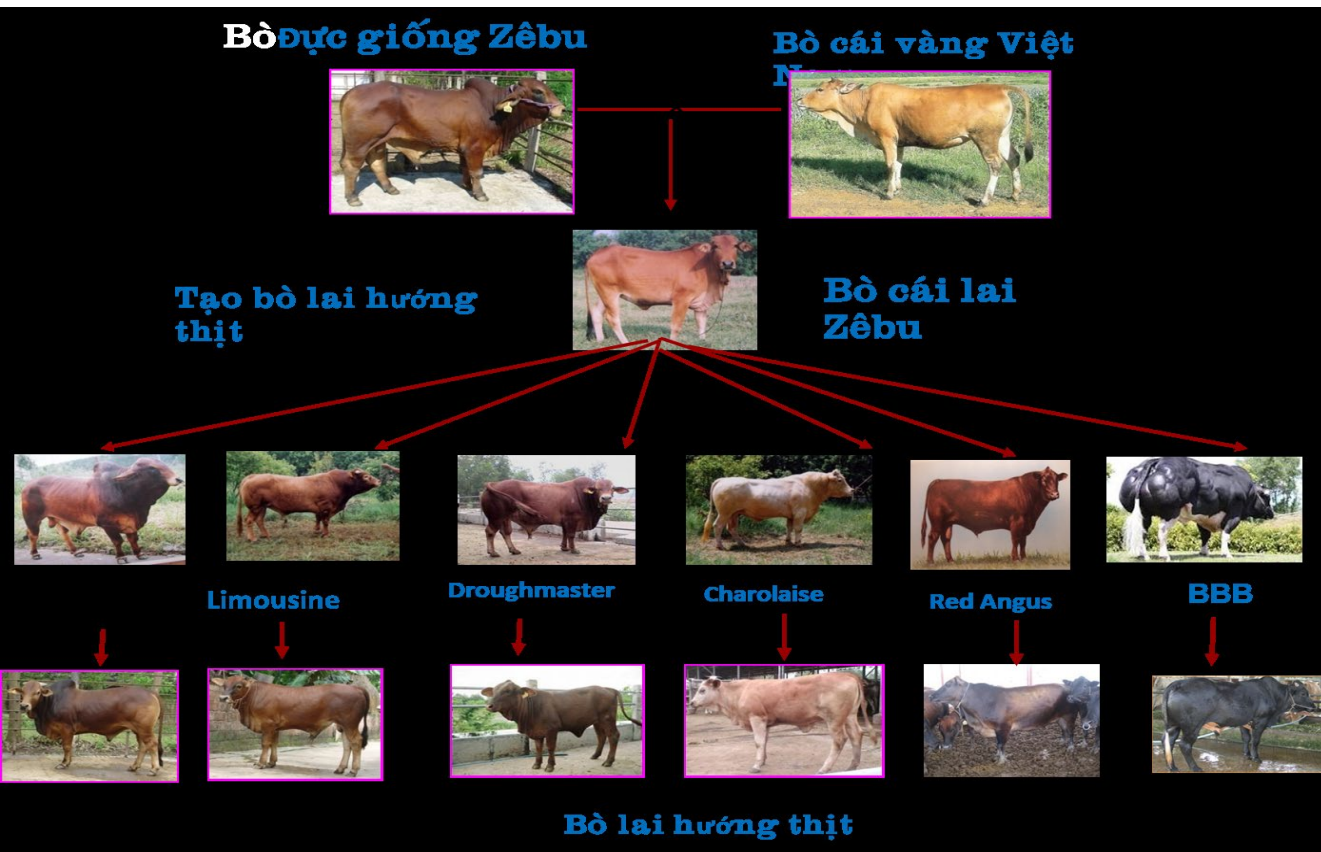 BòĐực giống Zêbu
Bò cái vàng Việt
Tạo bò lai hướng
thịt
Bò cái lai
Zêbu
Limousine
Droughmaster
Charolaise
Red Angus
BBB
Bò lai hướng thịt